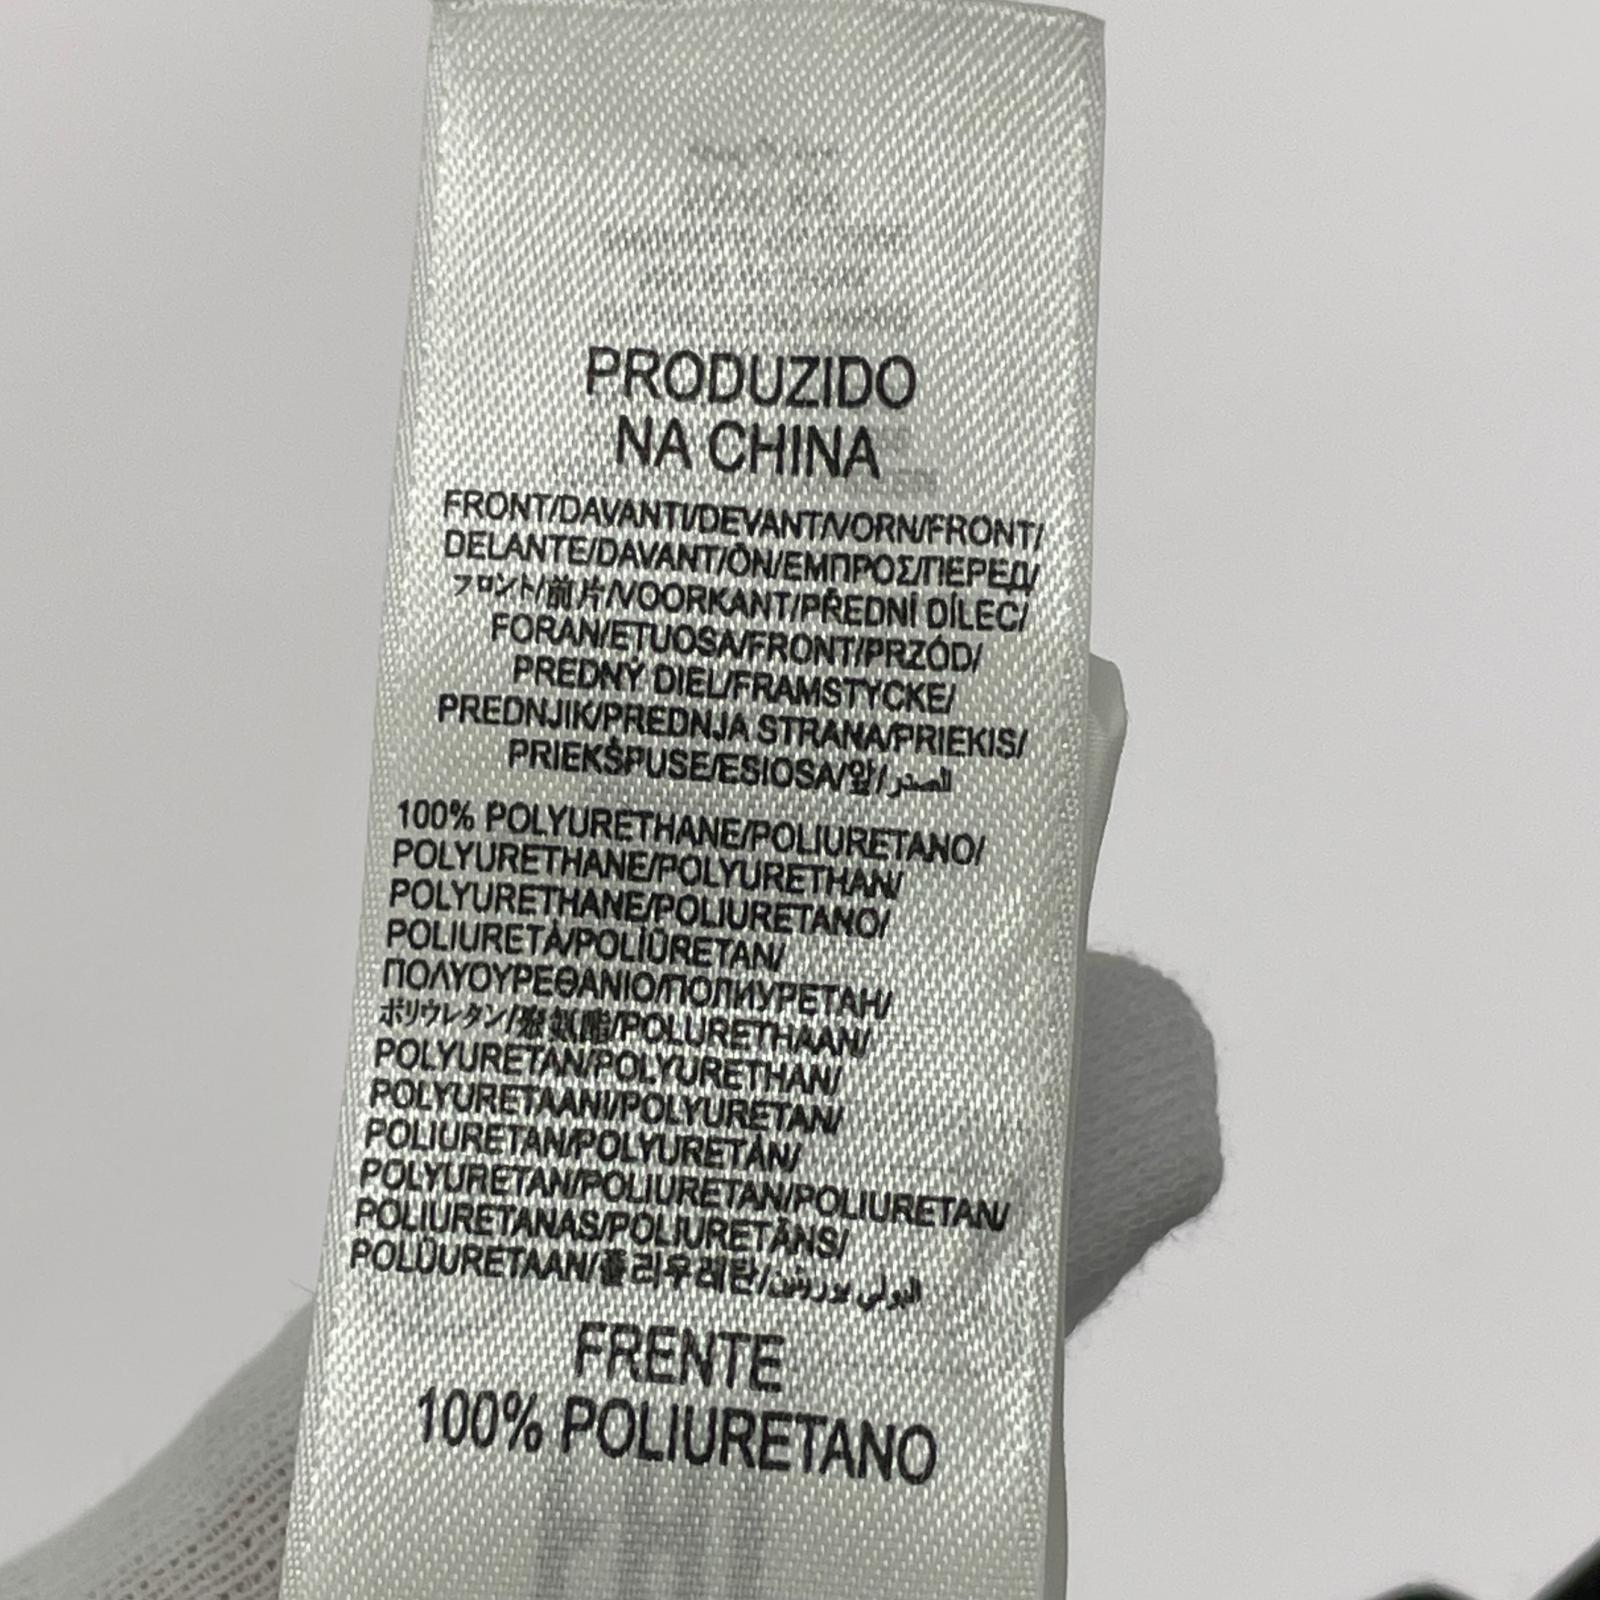 PRODUZIDO
NA CHINA
FRONT/DAVANTI/DEVANT/VORN/FRONT/
DELANTE/DAVANT/ÖN/ΕΜΠΡΟΣ/ПЕРЕД/
フロント/前片/VOORKANT/PŘEDNÍ DÍLEC/
FORAN/ETUOSA/FRONT/PRZÓD/
PREDNÝ DIEL/FRAMSTYCKE/
PREDNJIK/PREDNJA STRANA/PRIEKIS/
PRIEKŠPUSE/ESIOSA/앞/الصدر
100% POLYURETHANE/POLIURETANO/
POLYURETHANE/POLYURETHAN/
POLYURETHANE/POLIURETANO/
POLIURETÀ/POLİÜRETAN/
ΠΟΛΥΟΥΡΕΘΑΝΙΟ/ПОЛИУРЕТАН/
ポリウレタン/聚氨酯/POLURETHAAN/
POLYURETAN/POLYURETHAN/
POLYURETAANI/POLYURETAN/
POLIURETAN/POLYURETÁN/
POLYURETAN/POLIURETAN/POLIURETAN/
POLIURETANAS/POLIURETĀNS/
POLÜURETAAN/폴리우레탄/البولي يوريثين
FRENTE
100% POLIURETANO